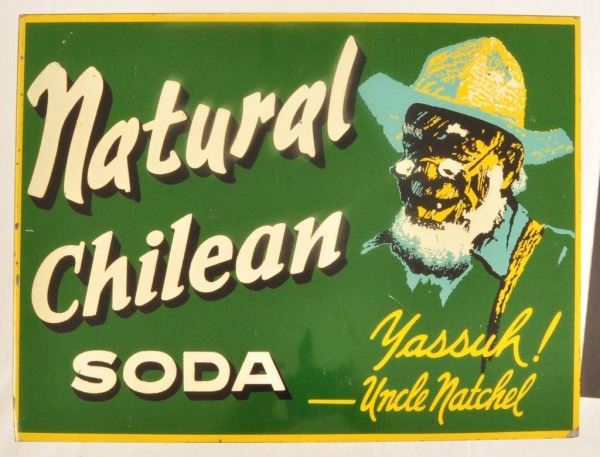 Natural
Chilean
SODA
Yassuh!
— Uncle Natchel